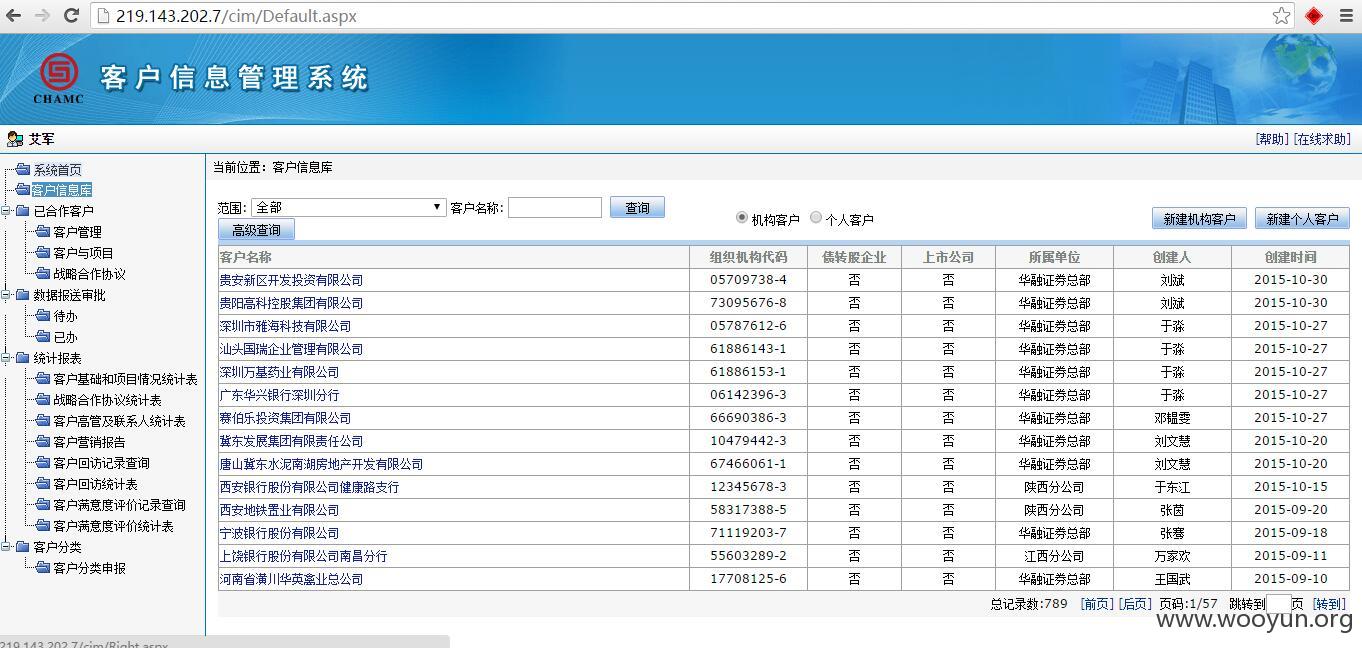 219.143.202.7/cim/Default.aspx
CHAMC
客户信息管理系统
艾军
[帮助] [在线求助]
系统首页
客户信息库
已合作客户
客户管理
客户与项目
战略合作协议
数据报送审批
待办
已办
统计报表
客户基础和项目情况统计表
战略合作协议统计表
客户高管及联系人统计表
客户营销报告
客户回访记录查询
客户回访统计表
客户满意度评价记录查询
客户满意度评价统计表
客户分类
客户分类申报
当前位置: 客户信息库
范围: 全部 客户名称: 查询 机构客户 个人客户 新建机构客户 新建个人客户
高级查询
客户名称 组织机构代码 债转股企业 上市公司 所属单位 创建人 创建时间
贵安新区开发投资有限公司 05709738-4 否 否 华融证券总部 刘斌 2015-10-30
贵阳高科控股集团有限公司 73095676-8 否 否 华融证券总部 刘斌 2015-10-30
深圳市雅海科技有限公司 05787612-6 否 否 华融证券总部 于淼 2015-10-27
汕头国瑞企业管理有限公司 61886143-1 否 否 华融证券总部 于淼 2015-10-27
深圳万基药业有限公司 61886153-1 否 否 华融证券总部 于淼 2015-10-27
广东华兴银行深圳分行 06142396-3 否 否 华融证券总部 于淼 2015-10-27
赛伯乐投资集团有限公司 66690386-3 否 否 华融证券总部 邓韫雯 2015-10-27
冀东发展集团有限责任公司 10479442-3 否 否 华融证券总部 刘文慧 2015-10-20
唐山冀东水泥南湖房地产开发有限公司 67466061-1 否 否 华融证券总部 刘文慧 2015-10-20
西安银行股份有限公司健康路支行 12345678-3 否 否 陕西分公司 于东江 2015-10-15
西安地铁置业有限公司 58317388-5 否 否 陕西分公司 张茵 2015-09-20
宁波银行股份有限公司 71119203-7 否 否 华融证券总部 张骞 2015-09-18
上饶银行股份有限公司南昌分行 55603289-2 否 否 江西分公司 万家欢 2015-09-11
河南省潢川华英禽业总公司 17708125-6 否 否 华融证券总部 王国武 2015-09-10
总记录数:789 [前页] [后页] 页码:1/57 跳转到 页 [转到]
www.wooyun.org
219.143.202.7/cim/Right.aspx